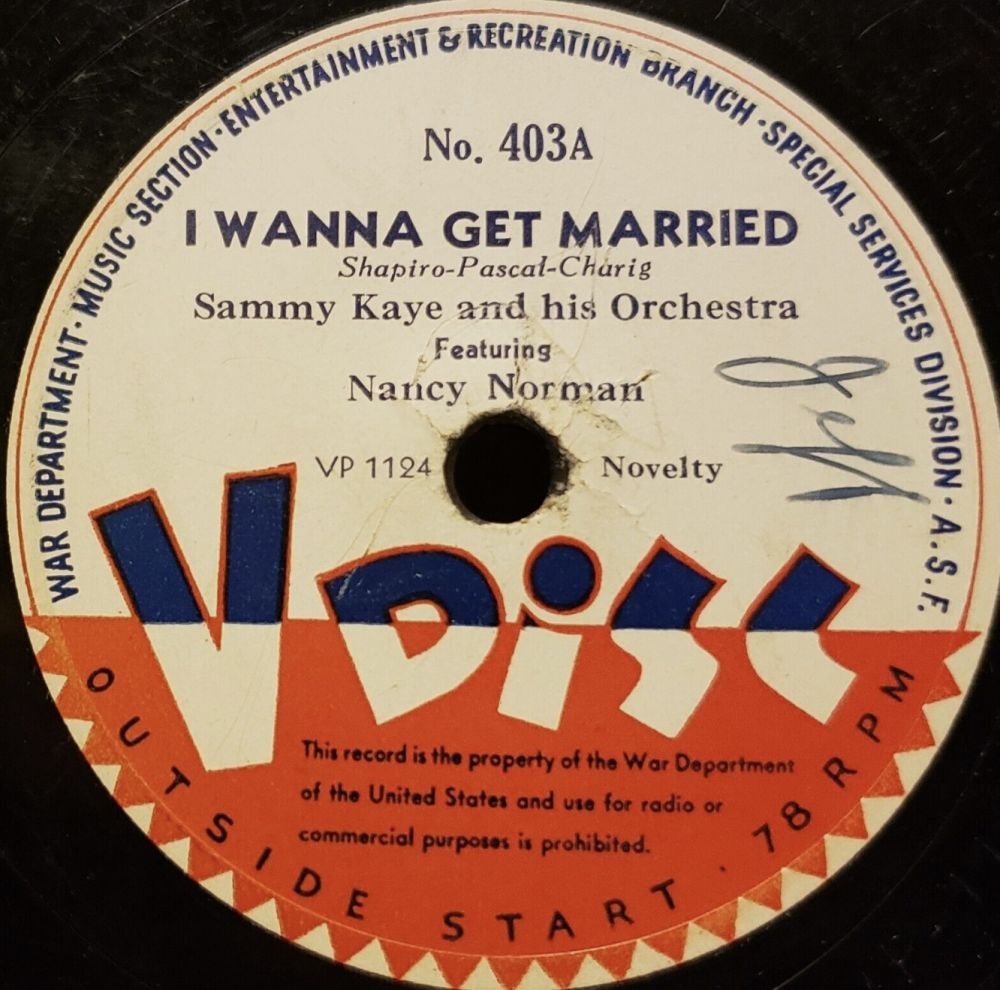 WAR DEPARTMENT · MUSIC SECTION · ENTERTAINMENT & RECREATION BRANCH · SPECIAL SERVICES DIVISION · A.S.F.
No. 403A
I WANNA GET MARRIED
Shapiro-Pascal-Charig
Sammy Kaye and his Orchestra
Featuring
Nancy Norman
VP 1124 Novelty
V DISC
This record is the property of the War Department
of the United States and use for radio or
commercial purposes is prohibited.
OUTSIDE START · 78 RPM